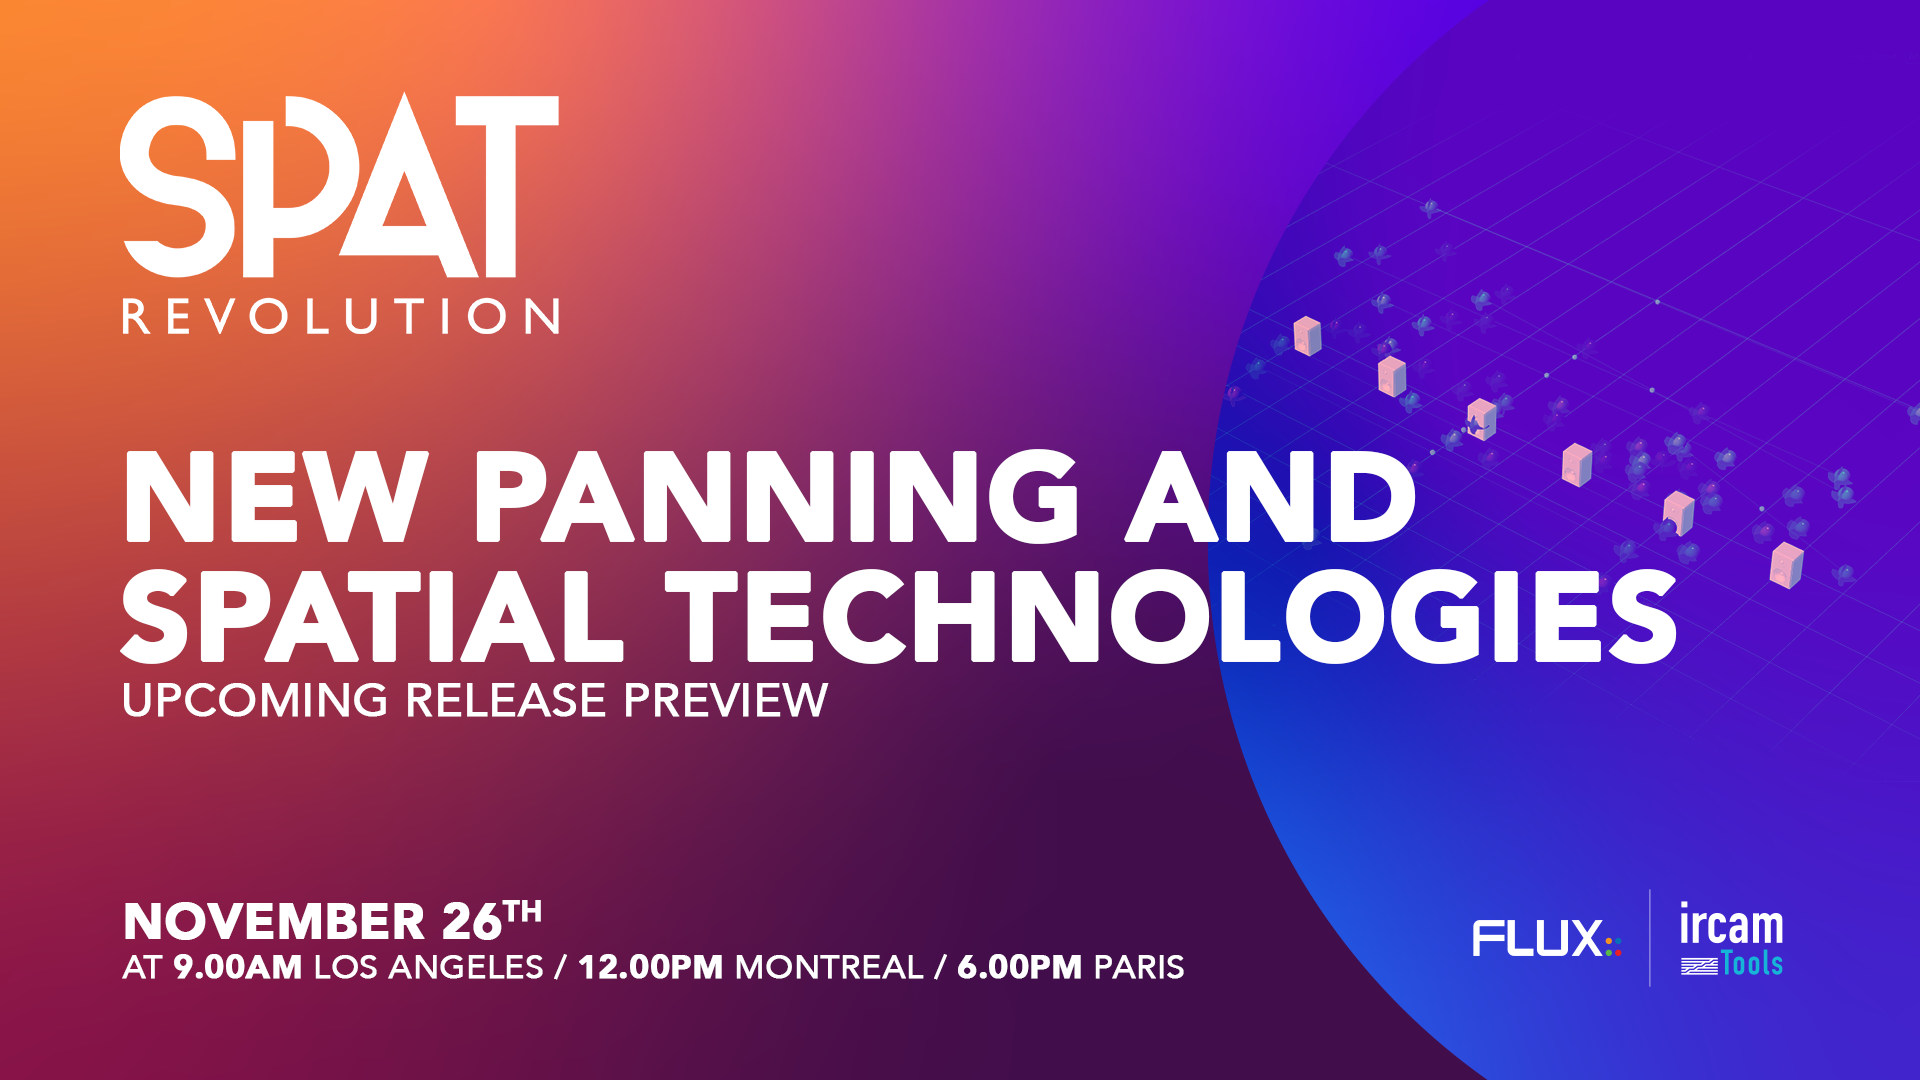 SPAT
REVOLUTION
NEW PANNING AND
SPATIAL TECHNOLOGIES
UPCOMING RELEASE PREVIEW
NOVEMBER 26TH
AT 9.00AM LOS ANGELES / 12.00PM MONTREAL / 6.00PM PARIS
FLUX::
ircam
Tools